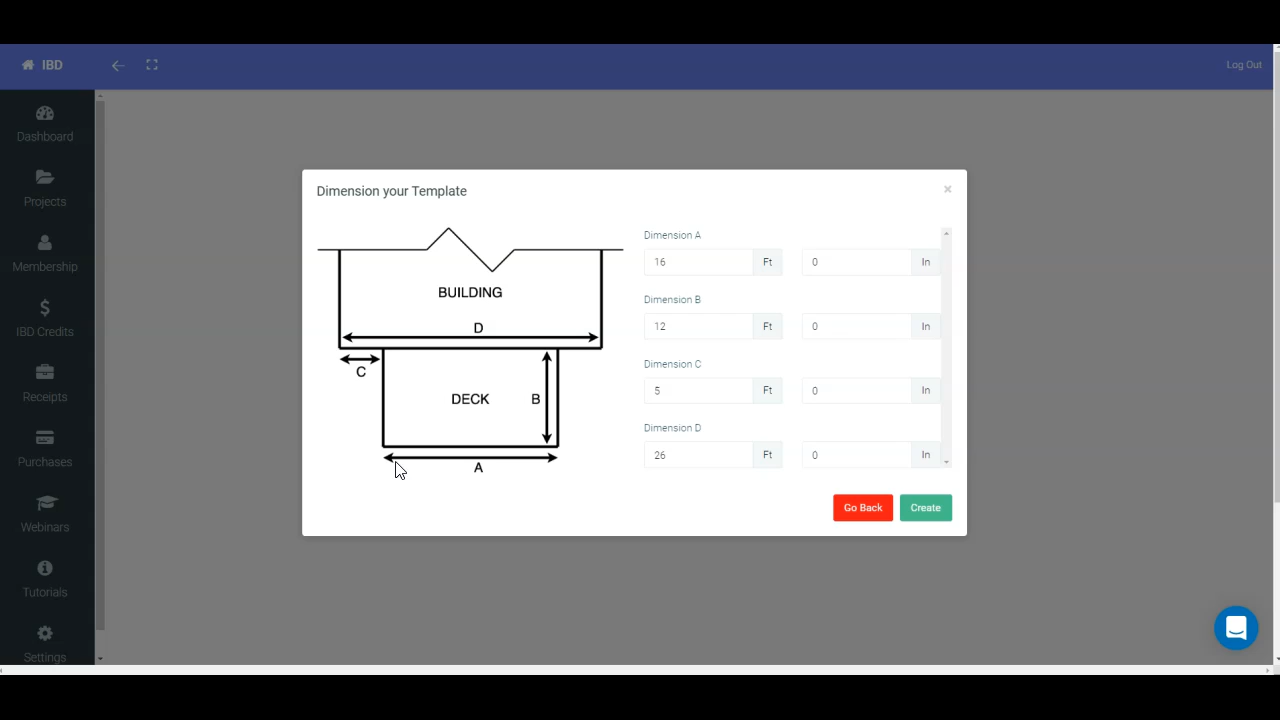 IBD
Log Out
Dashboard
Projects
Membership
IBD Credits
Receipts
Purchases
Webinars
Tutorials
Settings
Dimension your Template
×
BUILDING
D
C
DECK
B
A
Dimension A
16 Ft 0 In
Dimension B
12 Ft 0 In
Dimension C
5 Ft 0 In
Dimension D
26 Ft 0 In
Go Back Create